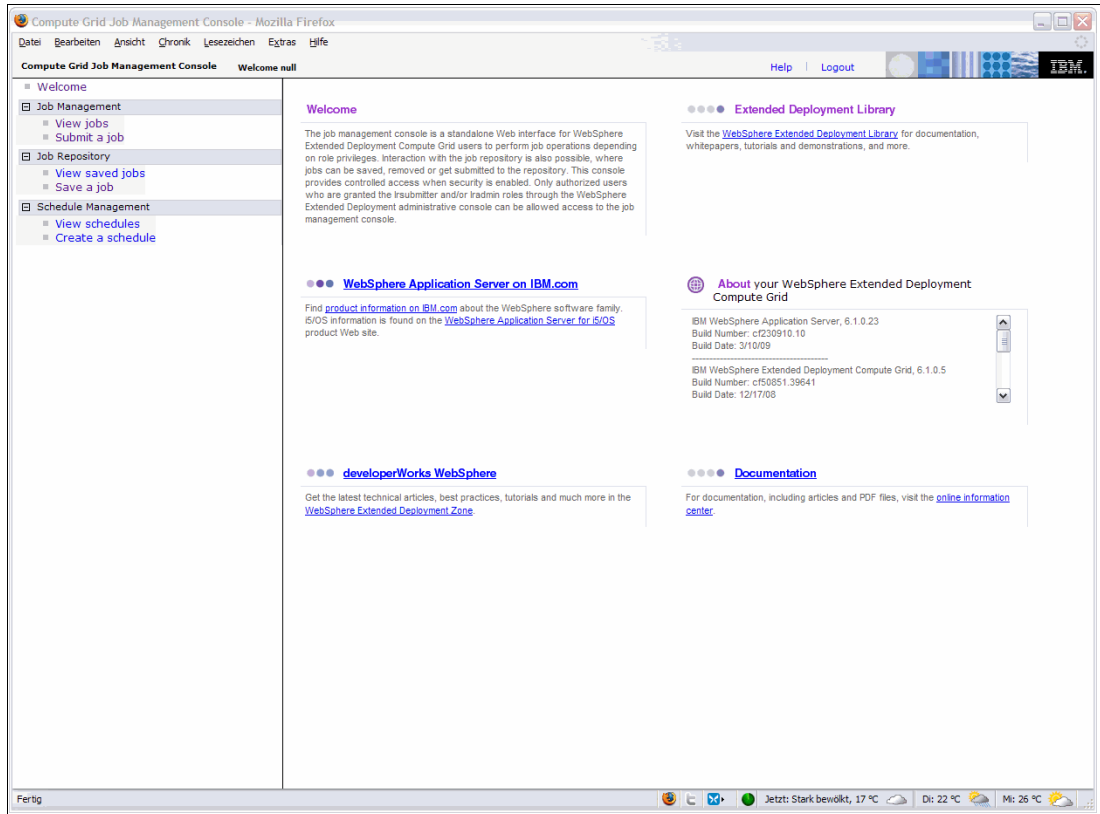 Compute Grid Job Management Console - Mozilla Firefox
Datei Bearbeiten Ansicht Chronik Lesezeichen Extras Hilfe
Compute Grid Job Management Console Welcome null Help Logout IBM.
Welcome
Job Management
View jobs
Submit a job
Job Repository
View saved jobs
Save a job
Schedule Management
View schedules
Create a schedule
Welcome
The job management console is a standalone Web interface for WebSphere
Extended Deployment Compute Grid users to perform job operations depending
on role privileges. Interaction with the job repository is also possible, where
jobs can be saved, removed or get submitted to the repository. This console
provides controlled access when security is enabled. Only authorized users
who are granted the lrsubmitter and/or lradmin roles through the WebSphere
Extended Deployment administrative console can be allowed access to the job
management console.
Extended Deployment Library
Visit the WebSphere Extended Deployment Library for documentation,
whitepapers, tutorials and demonstrations, and more.
WebSphere Application Server on IBM.com
Find product information on IBM.com about the WebSphere software family.
i5/OS information is found on the WebSphere Application Server for i5/OS
product Web site.
About your WebSphere Extended Deployment
Compute Grid
IBM WebSphere Application Server, 6.1.0.23
Build Number: cf230910.10
Build Date: 3/10/09
----------------------------------------
IBM WebSphere Extended Deployment Compute Grid, 6.1.0.5
Build Number: cf50851.39641
Build Date: 12/17/08
developerWorks WebSphere
Get the latest technical articles, best practices, tutorials and much more in the
WebSphere Extended Deployment Zone.
Documentation
For documentation, including articles and PDF files, visit the online information
center.
Fertig Jetzt: Stark bewölkt, 17 °C Di: 22 °C Mi: 26 °C